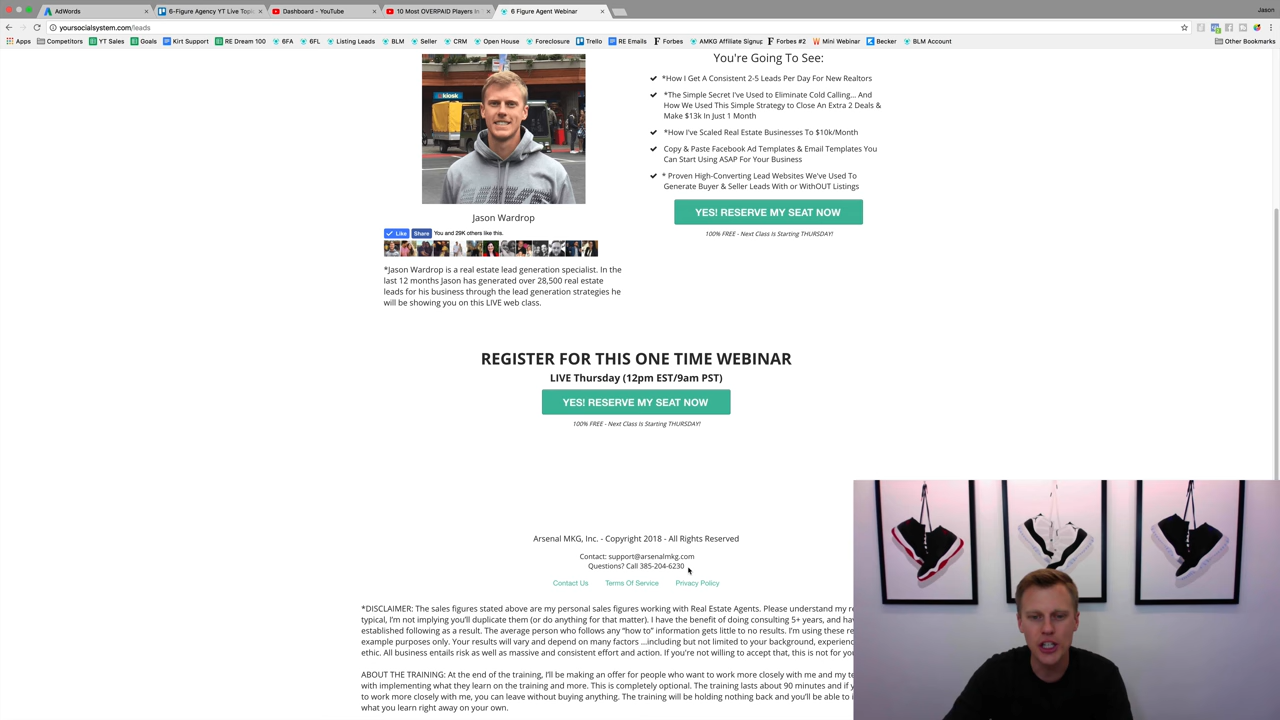 Jason
AdWords
6-Figure Agency YT Live Topic
Dashboard - YouTube
10 Most OVERPAID Players in
6 Figure Agent Webinar
yoursocialsystem.com/leads
Apps
Competitors
YT Sales
Goals
Kirt Support
RE Dream 100
6FA
6FL
Listing Leads
BLM
Seller
CRM
Open House
Foreclosure
Trello
RE Emails
Forbes
AMKG Affiliate Signup
Forbes #2
Mini Webinar
Becker
BLM Account
Other Bookmarks
kiosk
Jason Wardrop
Like
Share
You and 29K others like this.
*Jason Wardrop is a real estate lead generation specialist. In the
last 12 months Jason has generated over 28,500 real estate
leads for his business through the lead generation strategies he
will be showing you on this LIVE web class.
You're Going To See:
*How I Get A Consistent 2-5 Leads Per Day For New Realtors
*The Simple Secret I've Used to Eliminate Cold Calling... And
How We Used This Simple Strategy to Close An Extra 2 Deals &
Make $13k In Just 1 Month
*How I've Scaled Real Estate Businesses To $10k/Month
Copy & Paste Facebook Ad Templates & Email Templates You
Can Start Using ASAP For Your Business
* Proven High-Converting Lead Websites We've Used To
Generate Buyer & Seller Leads With or WithOUT Listings
YES! RESERVE MY SEAT NOW
100% FREE - Next Class Is Starting THURSDAY!
REGISTER FOR THIS ONE TIME WEBINAR
LIVE Thursday (12pm EST/9am PST)
YES! RESERVE MY SEAT NOW
100% FREE - Next Class Is Starting THURSDAY!
Arsenal MKG, Inc. - Copyright 2018 - All Rights Reserved
Contact: support@arsenalmkg.com
Questions? Call 385-204-6230
Contact Us
Terms Of Service
Privacy Policy
*DISCLAIMER: The sales figures stated above are my personal sales figures working with Real Estate Agents. Please understand my
typical, I'm not implying you'll duplicate them (or do anything for that matter). I have the benefit of doing consulting 5+ years, and
established following as a result. The average person who follows any "how to" information gets little to no results. I'm using these
example purposes only. Your results will vary and depend on many factors ...including but not limited to your background,
ethic. All business entails risk as well as massive and consistent effort and action. If you're not willing to accept that, this is not for
ABOUT THE TRAINING: At the end of the training, I'll be making an offer for people who want to work more closely with me and my
with implementing what they learn on the training and more. This is completely optional. The training lasts about 90 minutes and if
to work more closely with me, you can leave without buying anything. The training will be holding nothing back and you'll be able to
what you learn right away on your own.